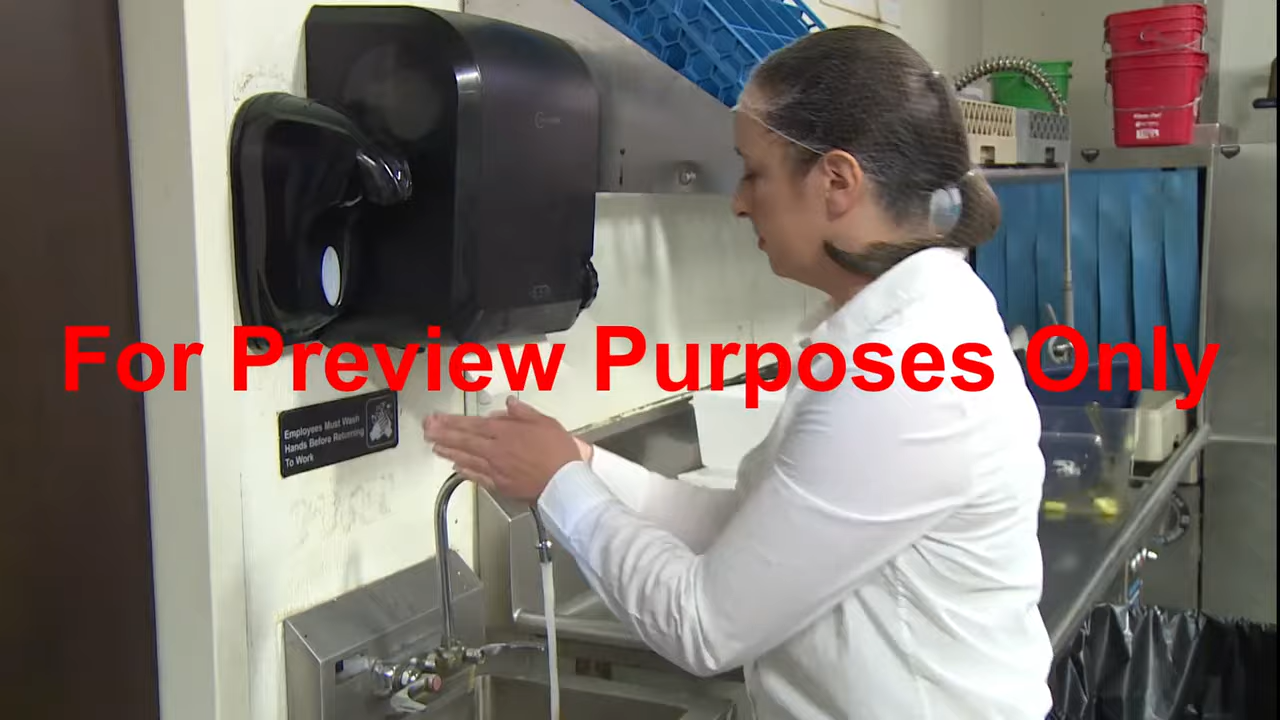 For Preview Purposes Only
Employees Must Wash
Hands Before Returning
To Work